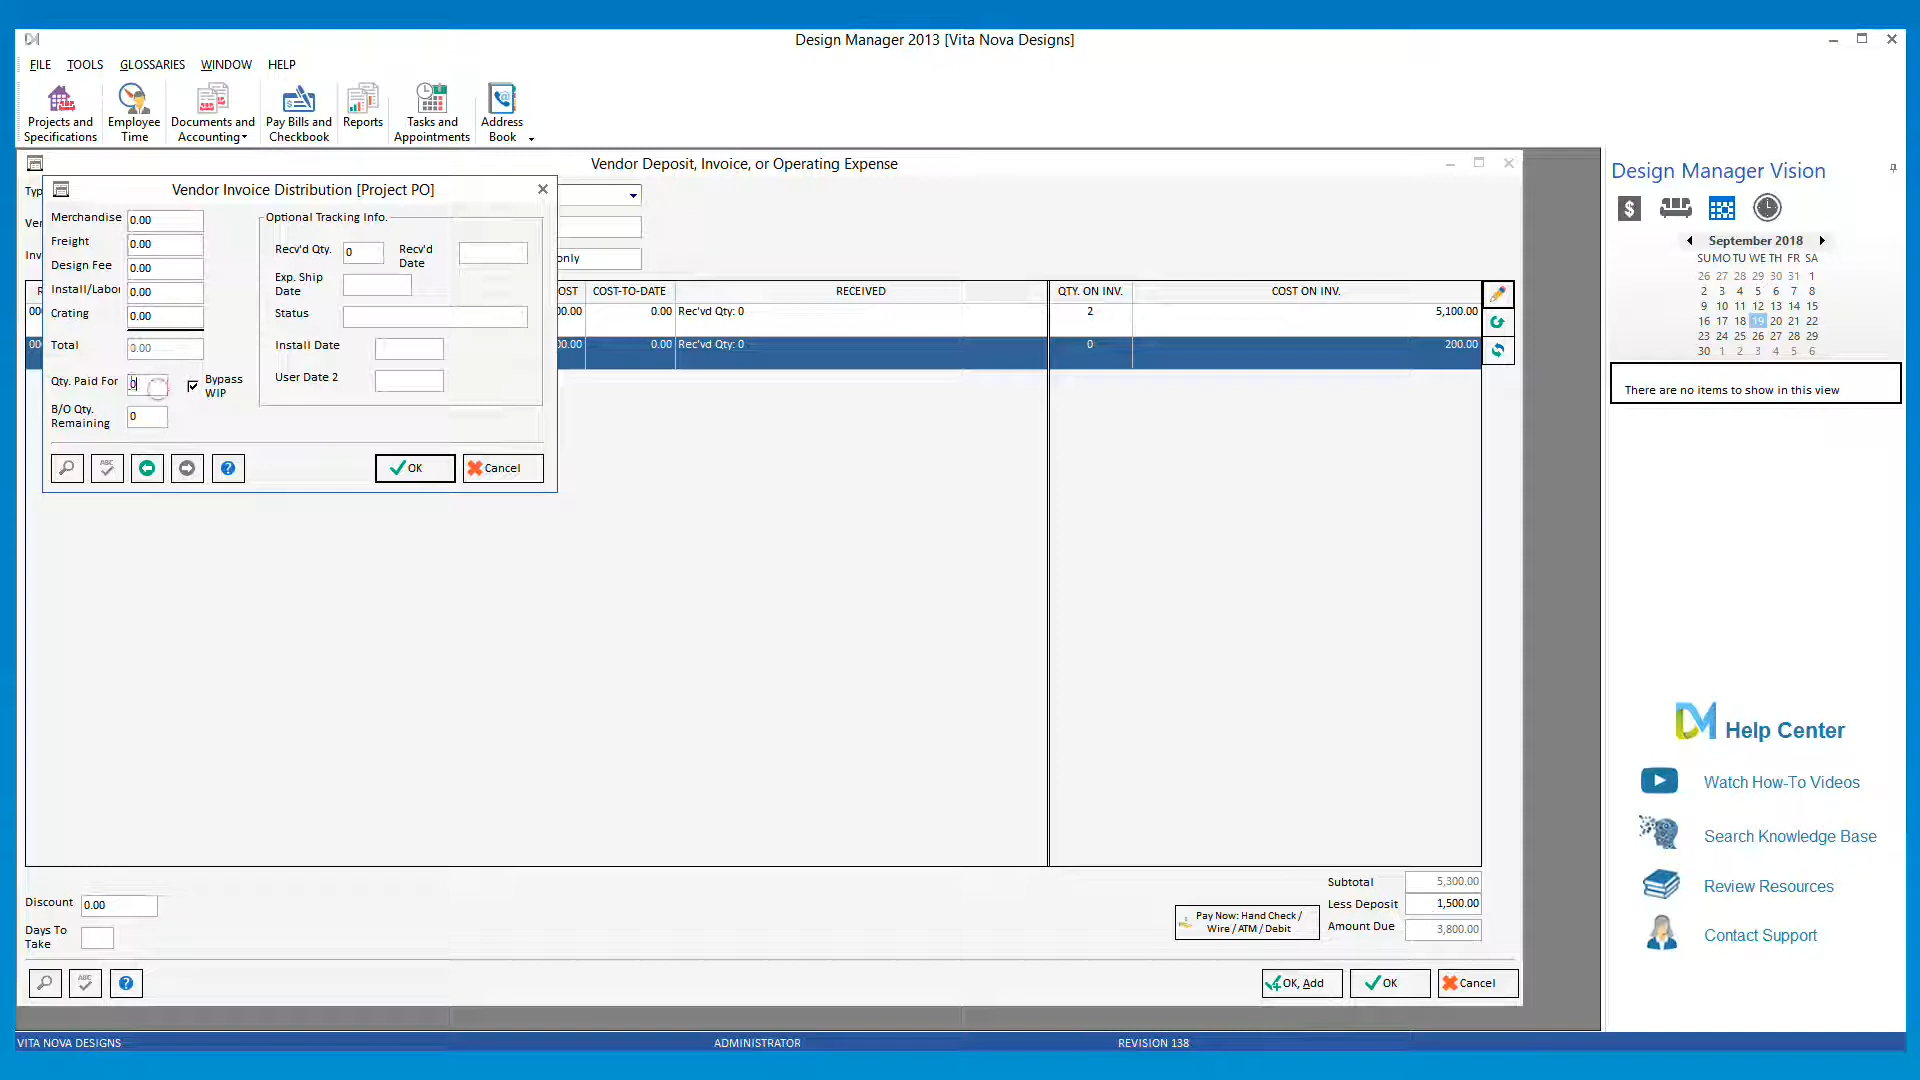 Design Manager 2013 [Vita Nova Designs]
FILE TOOLS GLOSSARIES WINDOW HELP
Projects and Specifications
Employee Time
Documents and Accounting
Pay Bills and Checkbook
Reports
Tasks and Appointments
Address Book
Vendor Deposit, Invoice, or Operating Expense
Typ
Ven
Inv
only
Vendor Invoice Distribution [Project PO]
Merchandise 0.00
Freight 0.00
Design Fee 0.00
Install/Labor 0.00
Crating 0.00
Total 0.00
Qty. Paid For 0
Bypass WIP
B/O Qty. Remaining 0
Optional Tracking Info.
Recv'd Qty. 0
Recv'd Date
Exp. Ship Date
Status
Install Date
User Date 2
OK
Cancel
OST COST-TO-DATE RECEIVED QTY. ON INV. COST ON INV.
00.00 0.00 Rec'vd Qty: 0 2 5,100.00
00.00 0.00 Rec'vd Qty: 0 0 200.00
Discount 0.00
Days To Take
Pay Now: Hand Check / Wire / ATM / Debit
Subtotal 5,300.00
Less Deposit 1,500.00
Amount Due 3,800.00
OK, Add
OK
Cancel
Design Manager Vision
September 2018
SU MO TU WE TH FR SA
26 27 28 29 30 31 1
2 3 4 5 6 7 8
9 10 11 12 13 14 15
16 17 18 19 20 21 22
23 24 25 26 27 28 29
30 1 2 3 4 5 6
There are no items to show in this view
DM Help Center
Watch How-To Videos
Search Knowledge Base
Review Resources
Contact Support
VITA NOVA DESIGNS ADMINISTRATOR REVISION 138